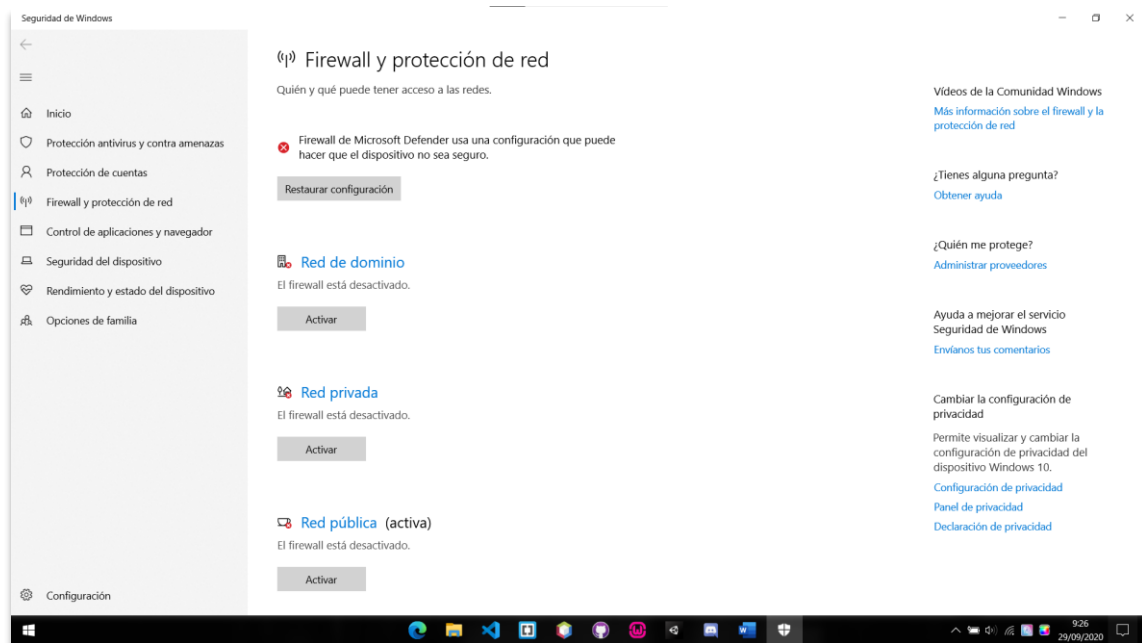 Seguridad de Windows
Firewall y protección de red
Quién y qué puede tener acceso a las redes.
Inicio
Protección antivirus y contra amenazas
Protección de cuentas
Firewall y protección de red
Control de aplicaciones y navegador
Seguridad del dispositivo
Rendimiento y estado del dispositivo
Opciones de familia
Configuración
Firewall de Microsoft Defender usa una configuración que puede
hacer que el dispositivo no sea seguro.
Restaurar configuración
Red de dominio
El firewall está desactivado.
Activar
Red privada
El firewall está desactivado.
Activar
Red pública (activa)
El firewall está desactivado.
Activar
Vídeos de la Comunidad Windows
Más información sobre el firewall y la
protección de red
¿Tienes alguna pregunta?
Obtener ayuda
¿Quién me protege?
Administrar proveedores
Ayuda a mejorar el servicio
Seguridad de Windows
Envíanos tus comentarios
Cambiar la configuración de
privacidad
Permite visualizar y cambiar la
configuración de privacidad del
dispositivo Windows 10.
Configuración de privacidad
Panel de privacidad
Declaración de privacidad
9:26
29/09/2020